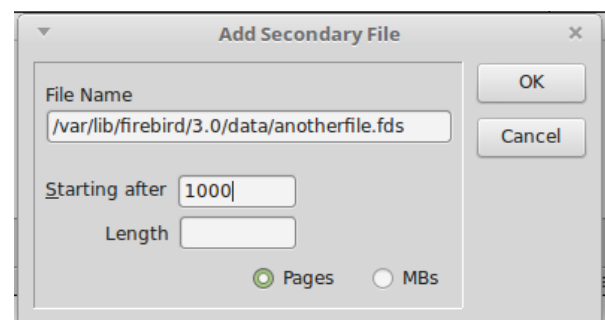 Add Secondary File
File Name
/var/lib/firebird/3.0/data/anotherfile.fds
Starting after 1000
Length
Pages MBs
OK
Cancel